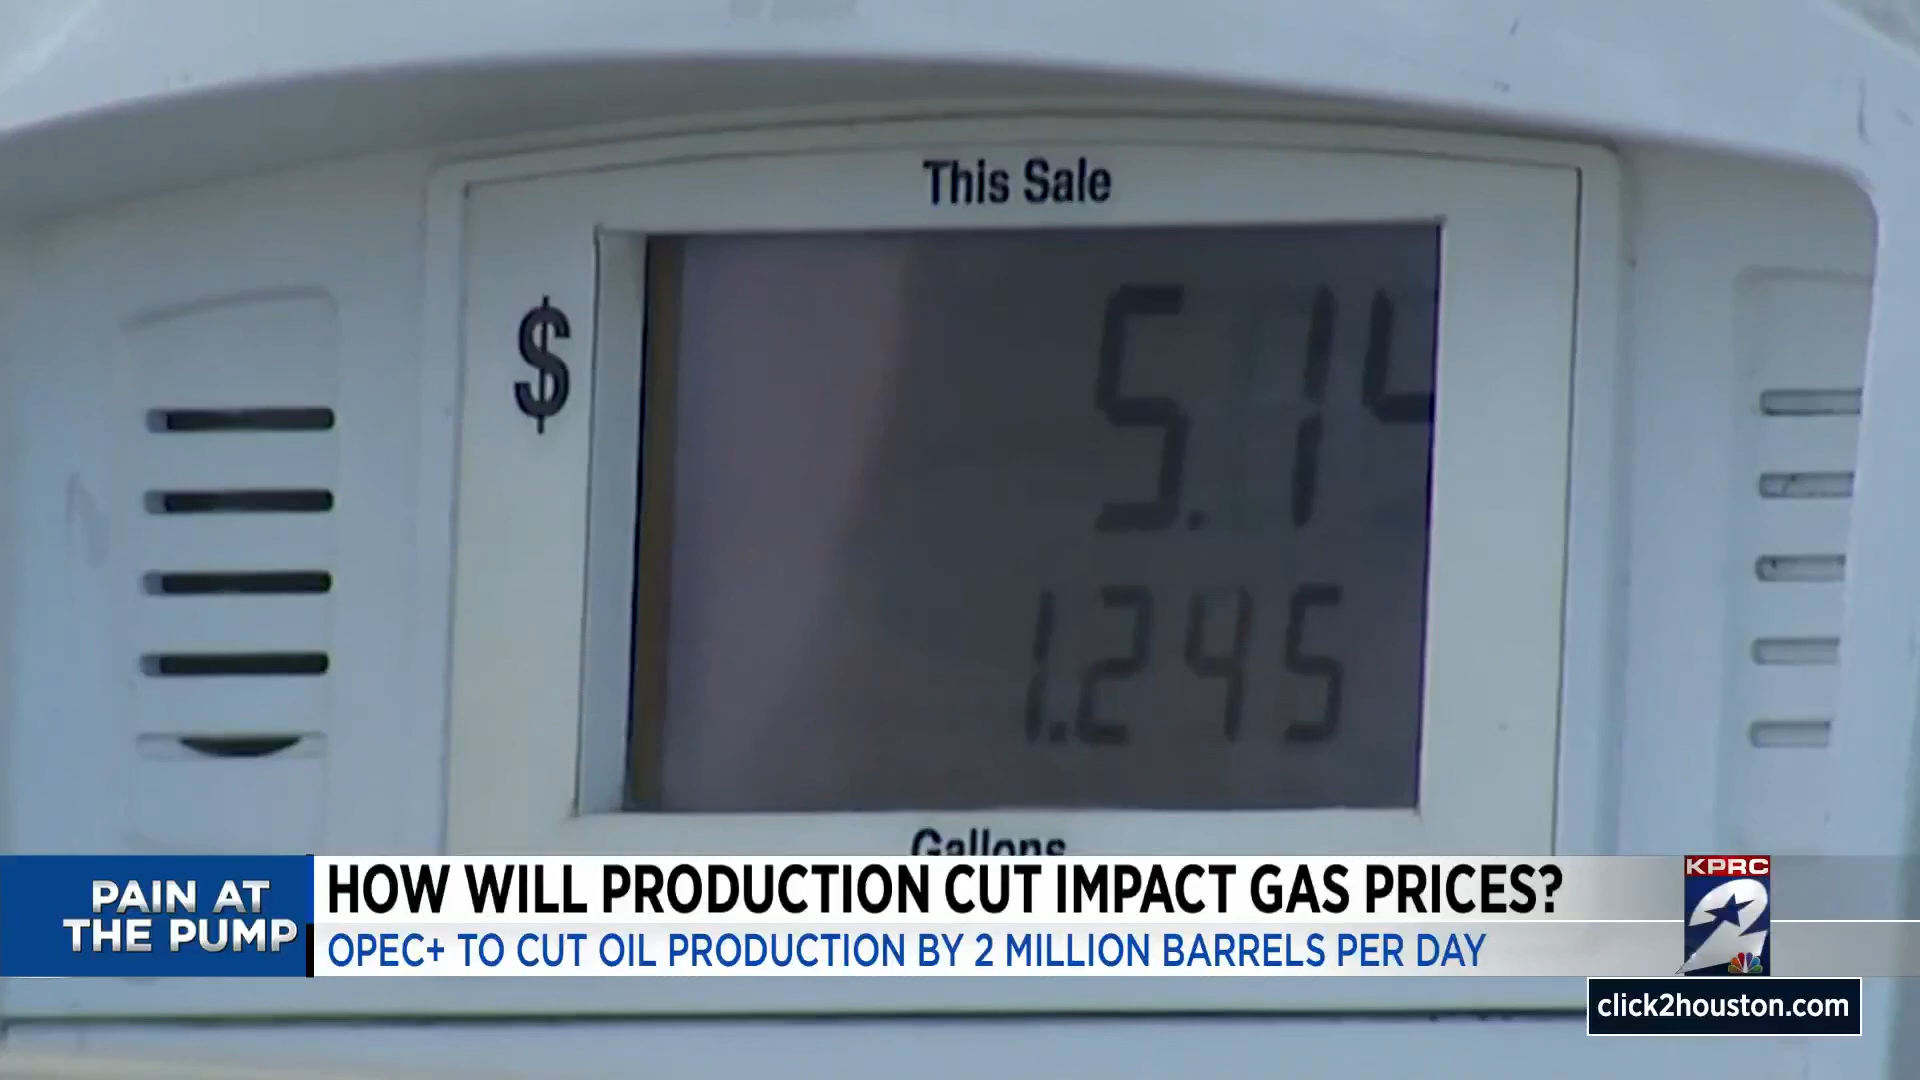 This Sale
$
5.14
1.245
Gallons
PAIN AT
THE PUMP
HOW WILL PRODUCTION CUT IMPACT GAS PRICES?
OPEC+ TO CUT OIL PRODUCTION BY 2 MILLION BARRELS PER DAY
KPRC
2
click2houston.com